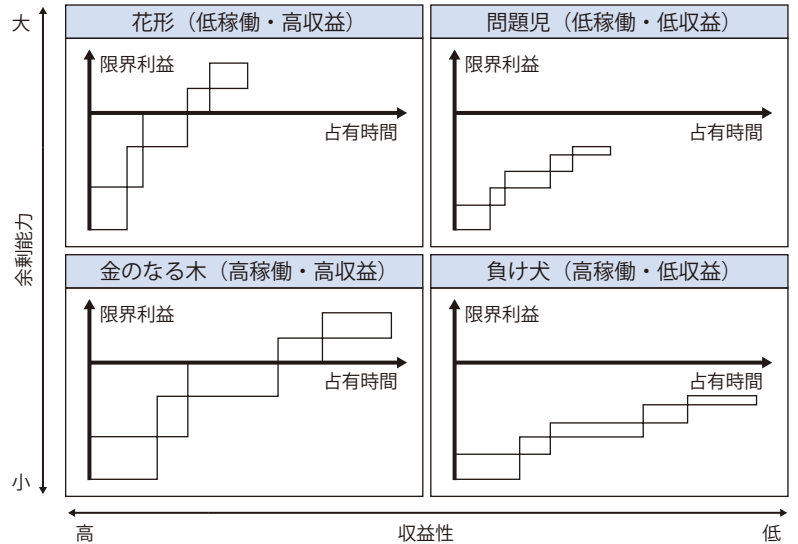 大
余剰能力
小
花形（低稼働・高収益）
限界利益
占有時間
問題児（低稼働・低収益）
限界利益
占有時間
金のなる木（高稼働・高収益）
限界利益
占有時間
負け犬（高稼働・低収益）
限界利益
占有時間
高
収益性
低